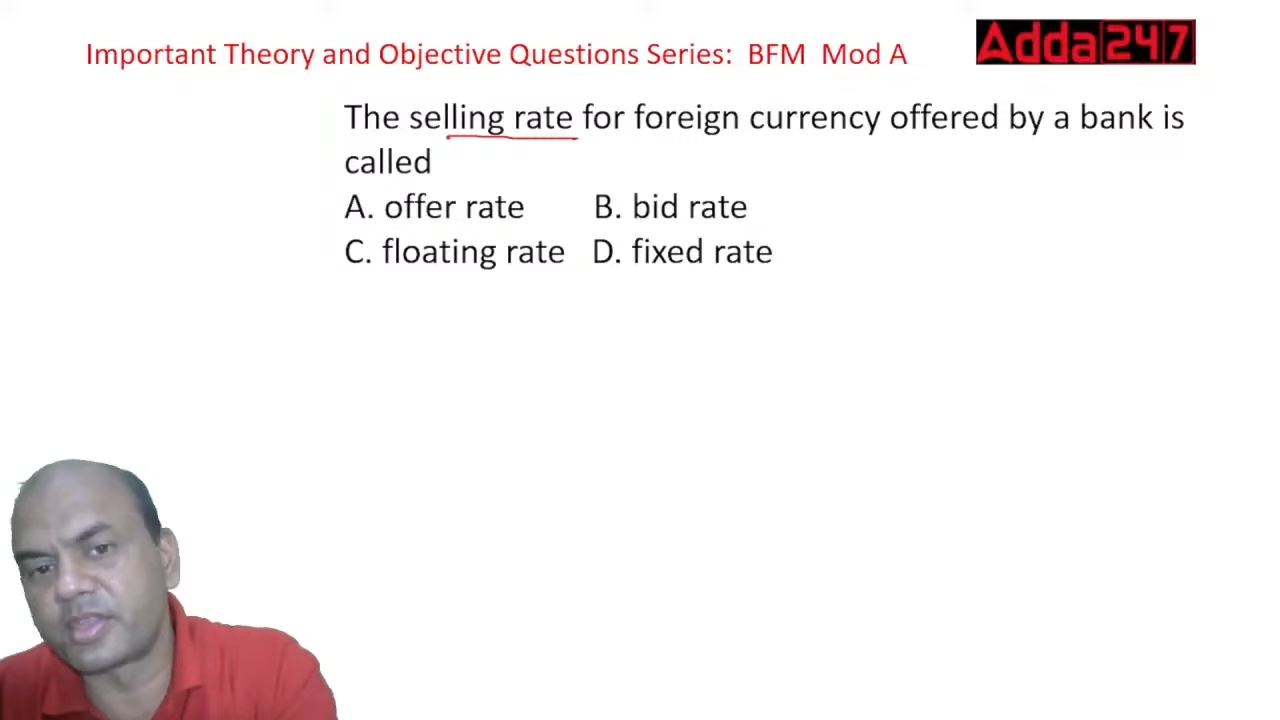 Important Theory and Objective Questions Series: BFM Mod A
Adda247
The selling rate for foreign currency offered by a bank is
called
A. offer rate B. bid rate
C. floating rate D. fixed rate